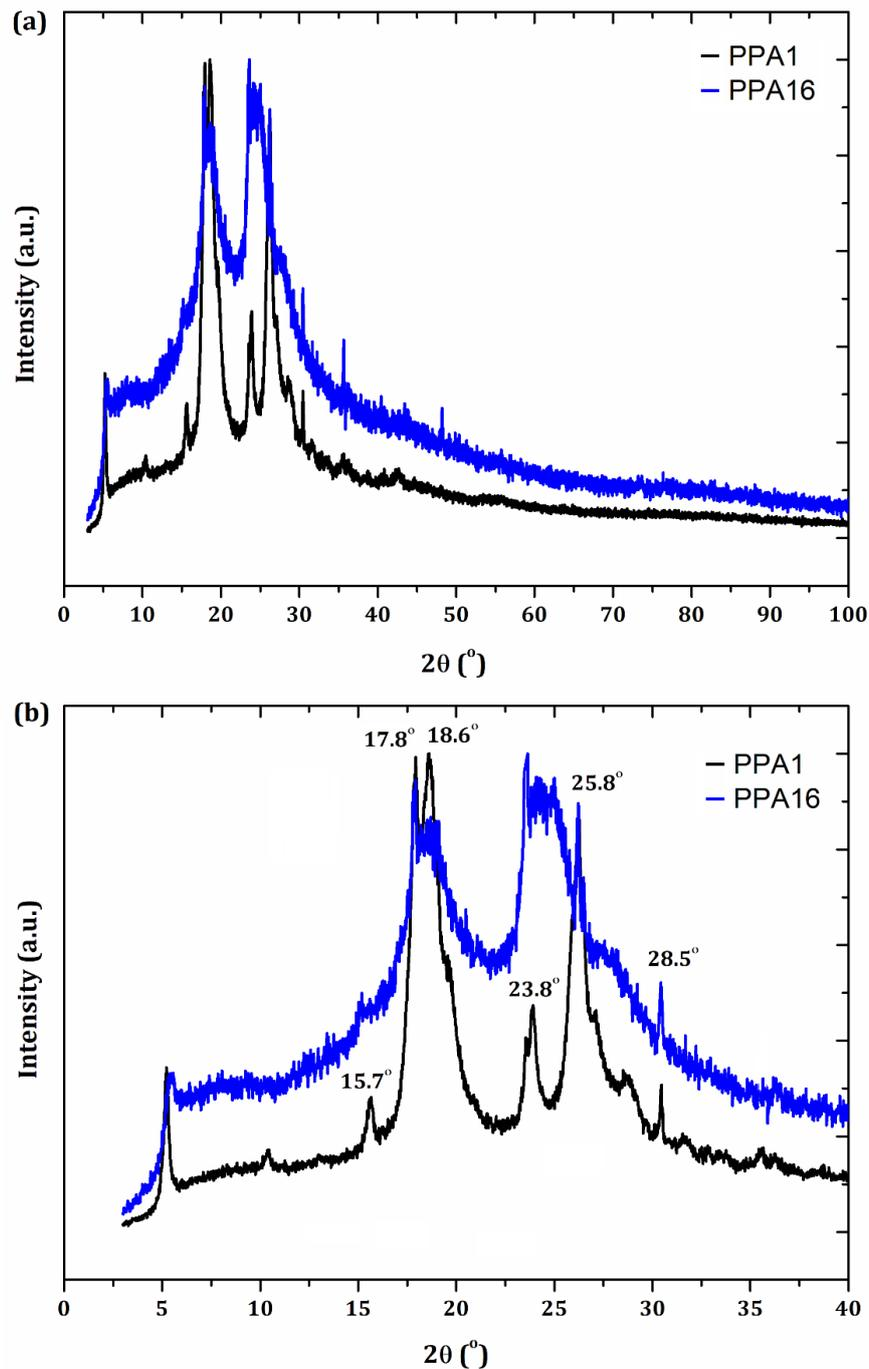 (a)
PPA1
PPA16
Intensity (a.u.)
0 10 20 30 40 50 60 70 80 90 100
2θ (°)
(b)
17.8° 18.6°
PPA1
25.8°
PPA16
28.5°
23.8°
15.7°
Intensity (a.u.)
0 5 10 15 20 25 30 35 40
2θ (°)